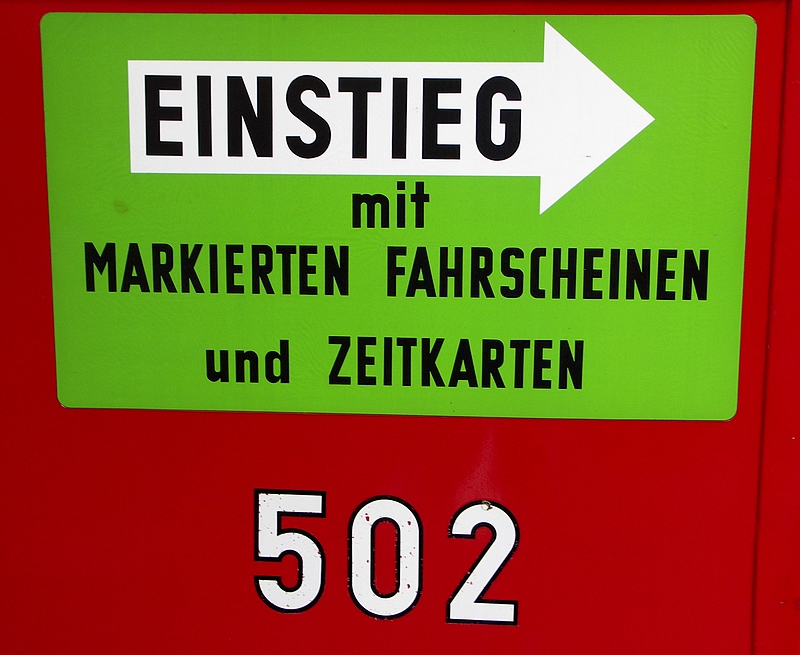 EINSTIEG
mit
MARKIERTEN FAHRSCHEINEN
und ZEITKARTEN
502